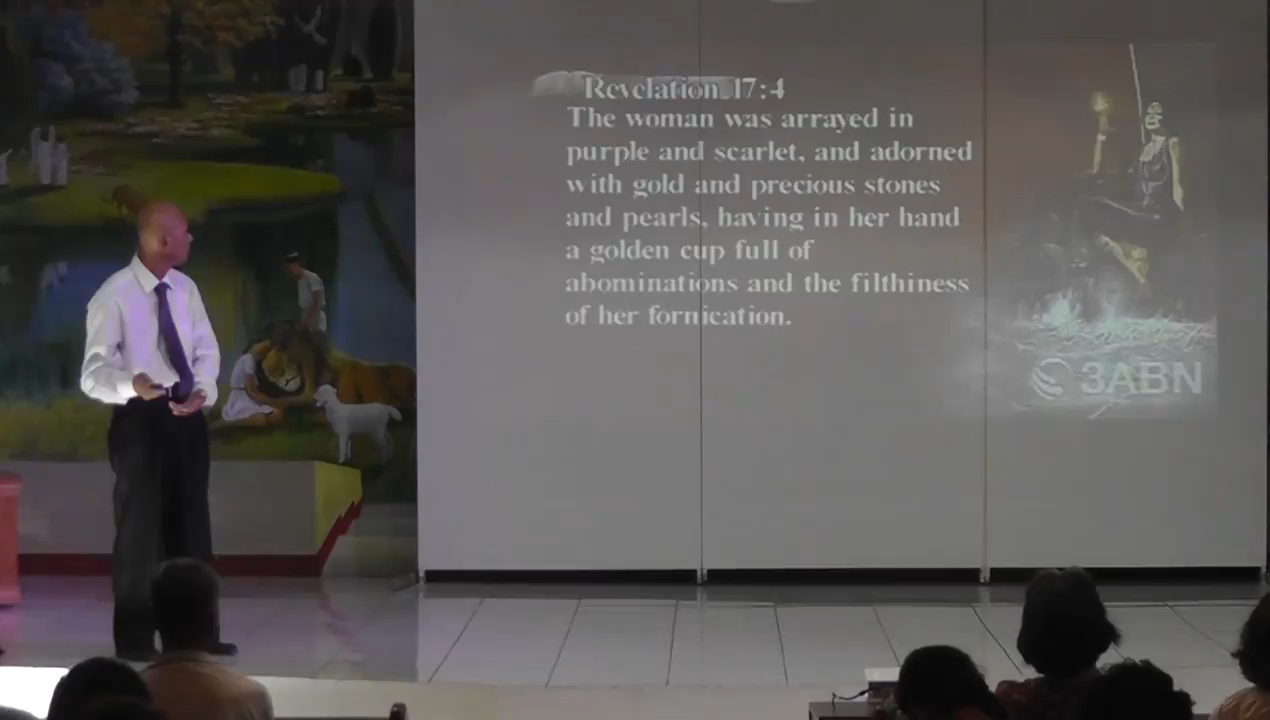 Revelation 17:4
The woman was arrayed in
purple and scarlet, and adorned
with gold and precious stones
and pearls, having in her hand
a golden cup full of
abominations and the filthiness
of her fornication.
3ABN